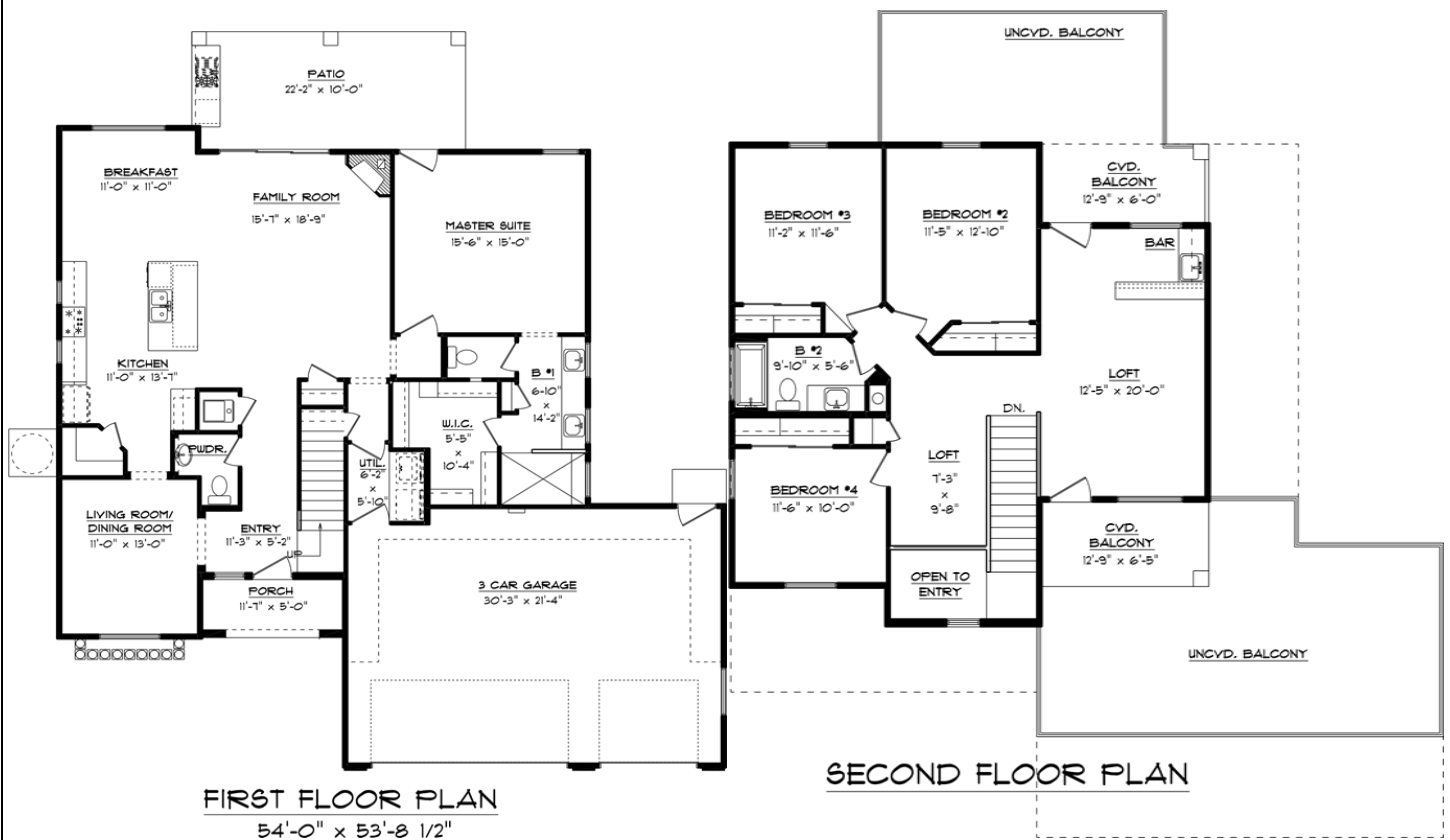 PATIO
22'-2" x 10'-0"
BREAKFAST
11'-0" x 11'-0"
FAMILY ROOM
15'-7" x 18'-9"
MASTER SUITE
15'-6" x 15'-0"
KITCHEN
11'-0" x 13'-7"
B #1
6'-10"
x
14'-2"
W.I.C.
5'-5"
x
10'-4"
PWDR.
UTIL.
6'-2"
x
5'-10"
LIVING ROOM/
DINING ROOM
11'-0" x 13'-0"
ENTRY
11'-3" x 5'-2"
UP
PORCH
11'-7" x 5'-0"
3 CAR GARAGE
30'-3" x 21'-4"
FIRST FLOOR PLAN
54'-0" x 53'-8 1/2"
UNCVD. BALCONY
CVD.
BALCONY
12'-9" x 6'-0"
BEDROOM #3
11'-2" x 11'-6"
BEDROOM #2
11'-5" x 12'-10"
BAR
B #2
9'-10" x 5'-6"
LOFT
12'-5" x 20'-0"
DN.
LOFT
7'-3"
x
9'-8"
BEDROOM #4
11'-6" x 10'-0"
CVD.
BALCONY
12'-9" x 6'-5"
OPEN TO
ENTRY
UNCVD. BALCONY
SECOND FLOOR PLAN